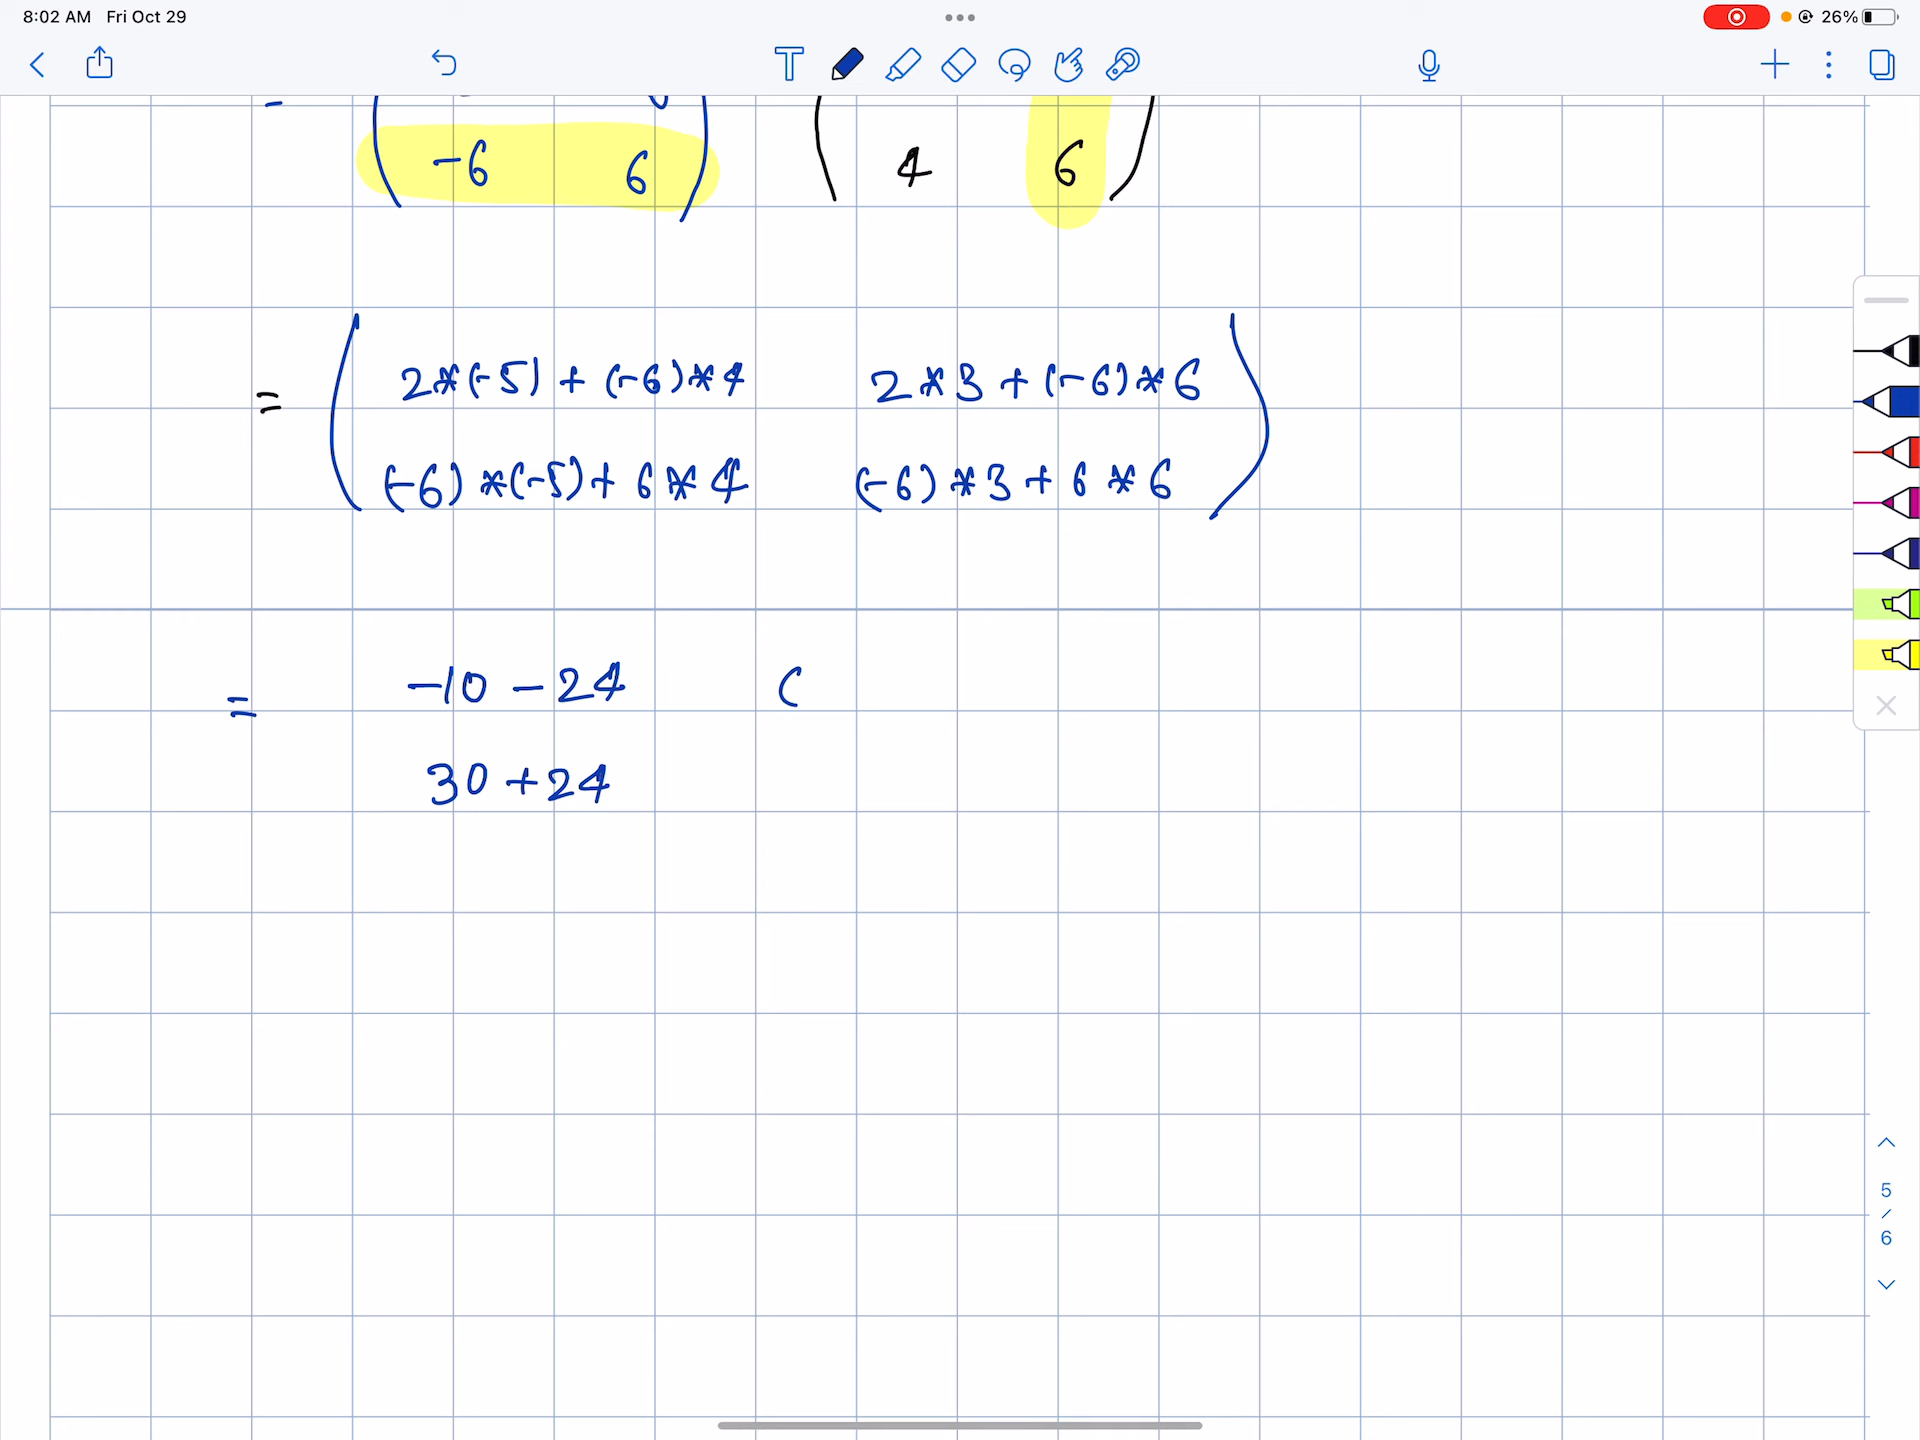 8:02 AM Fri Oct 29 26%
T
-6 6 4 6
= ( 2*(-5) + (-6)*4 2*3 + (-6)*6 )
(-6)*(-5) + 6*4 (-6)*3 + 6*6
= -10 - 24 (
30 + 24
5
/
6